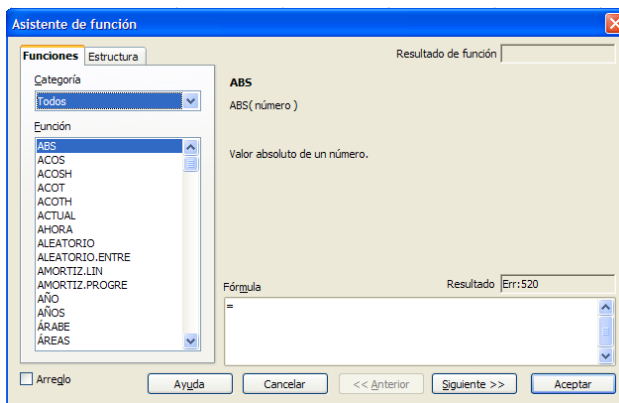 Asistente de función
Funciones Estructura
Resultado de función
Categoría
Todos
Función
ABS
ACOS
ACOSH
ACOT
ACOTH
ACTUAL
AHORA
ALEATORIO
ALEATORIO.ENTRE
AMORTIZ.LIN
AMORTIZ.PROGRE
AÑO
AÑOS
ÁRABE
ÁREAS
ABS
ABS( número )
Valor absoluto de un número.
Fórmula Resultado Err:520
=
Arreglo Ayuda Cancelar << Anterior Siguiente >> Aceptar